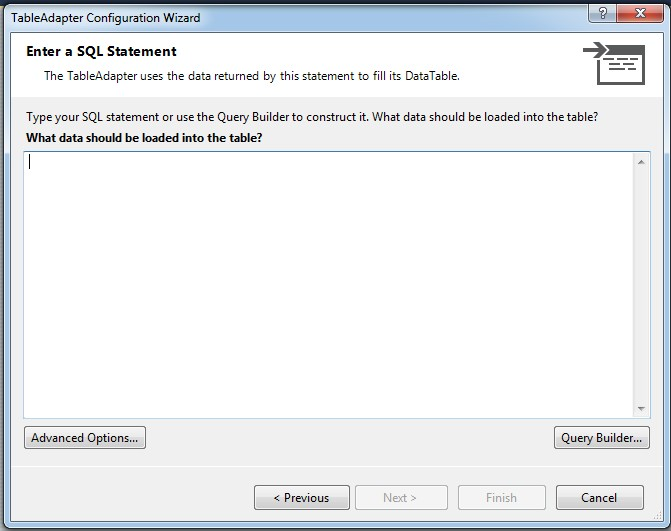 TableAdapter Configuration Wizard
?
Enter a SQL Statement
The TableAdapter uses the data returned by this statement to fill its DataTable.
Type your SQL statement or use the Query Builder to construct it. What data should be loaded into the table?
What data should be loaded into the table?
Advanced Options... Query Builder...
< Previous Next > Finish Cancel